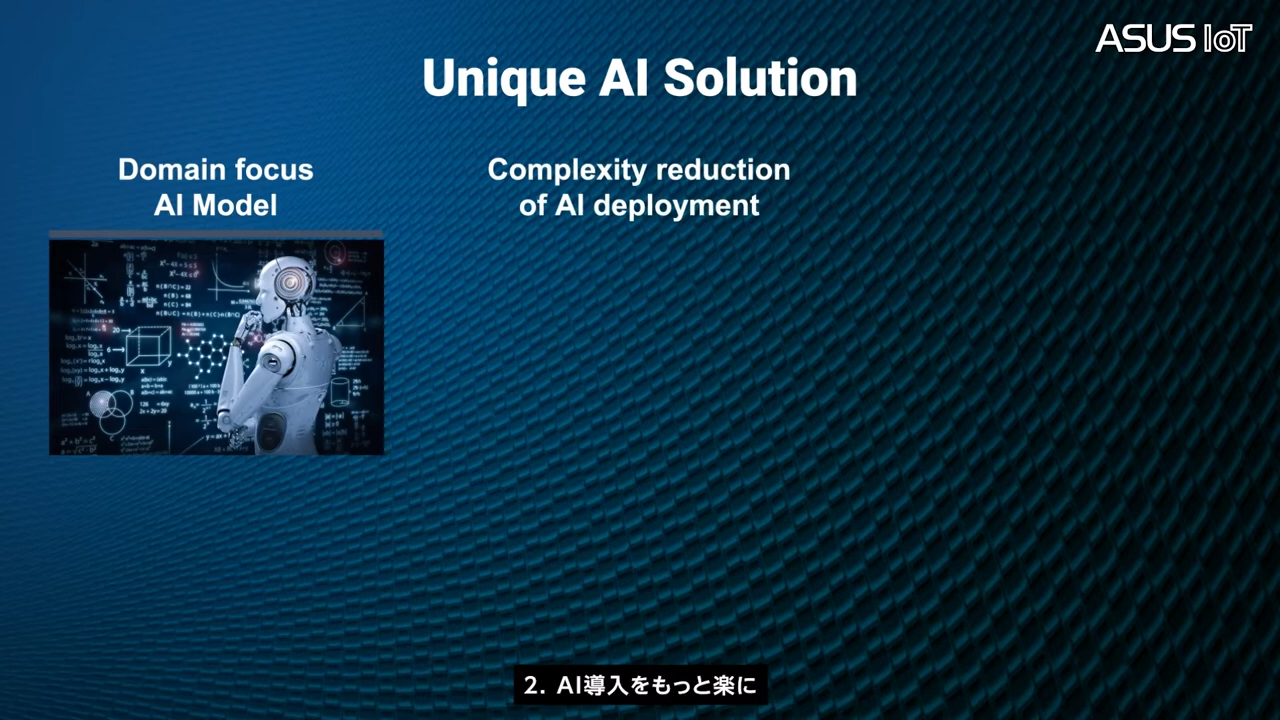 ASUS IoT
Unique AI Solution
Domain focus
AI Model
Complexity reduction
of AI deployment
2. AI導入をもっと楽に